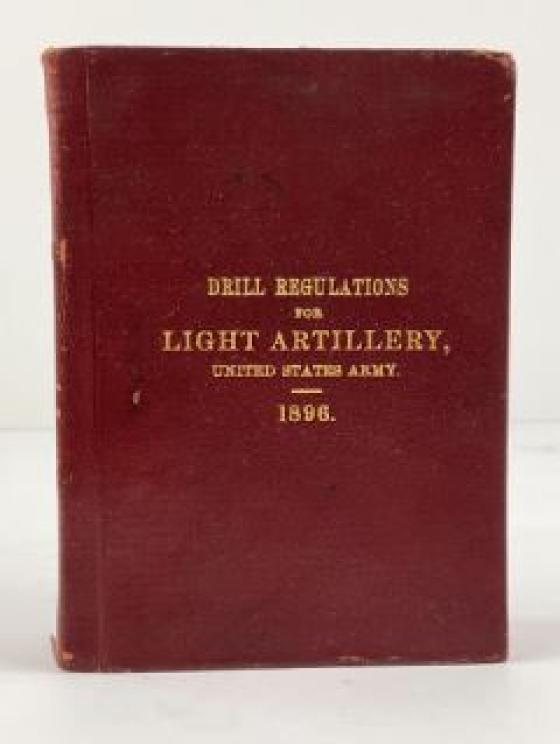 DRILL REGULATIONS
FOR
LIGHT ARTILLERY,
UNITED STATES ARMY.
1896.